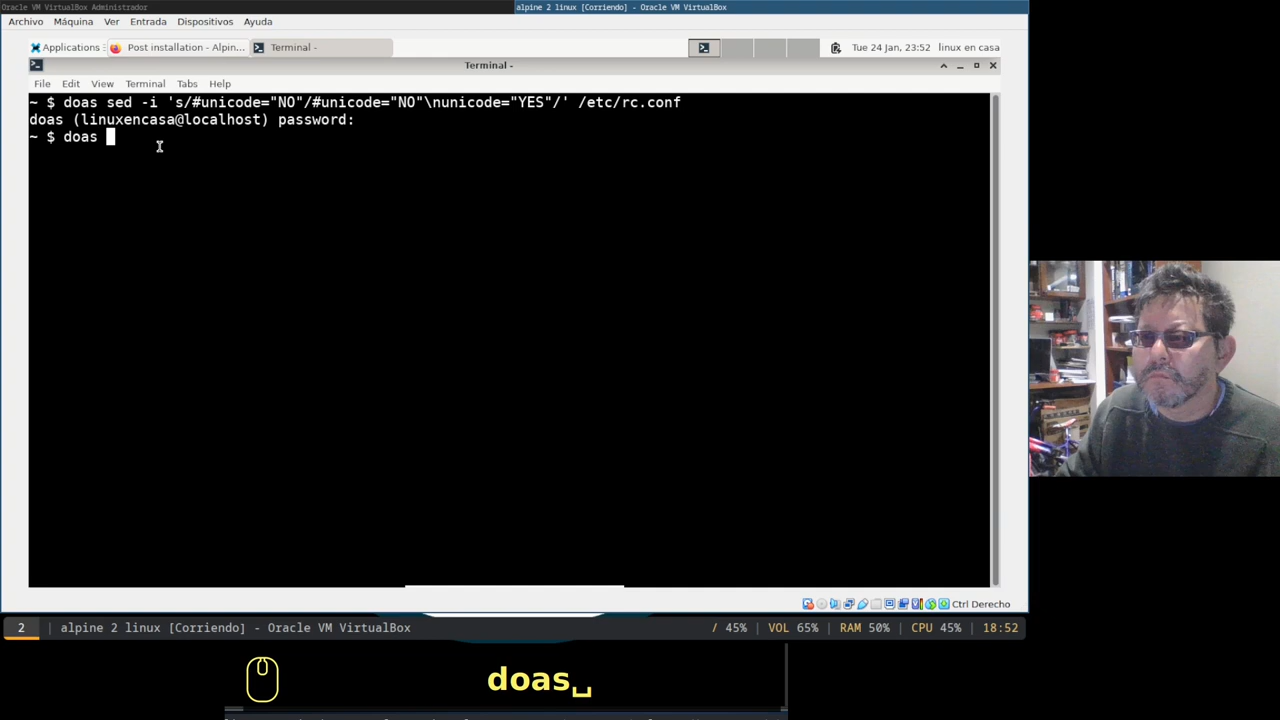 Oracle VM VirtualBox Administrador
alpine 2 linux [Corriendo] - Oracle VM VirtualBox
Archivo Máquina Ver Entrada Dispositivos Ayuda
Applications
Post installation - Alpin...
Terminal -
Tue 24 Jan, 23:52 linux en casa
Terminal -
File Edit View Terminal Tabs Help
~ $ doas sed -i 's/#unicode="NO"/#unicode="NO"\nunicode="YES"/' /etc/rc.conf
doas (linuxencasa@localhost) password:
~ $ doas
Ctrl Derecho
2 | alpine 2 linux [Corriendo] - Oracle VM VirtualBox / 45% | VOL 65% | RAM 50% | CPU 45% | 18:52
doas␣